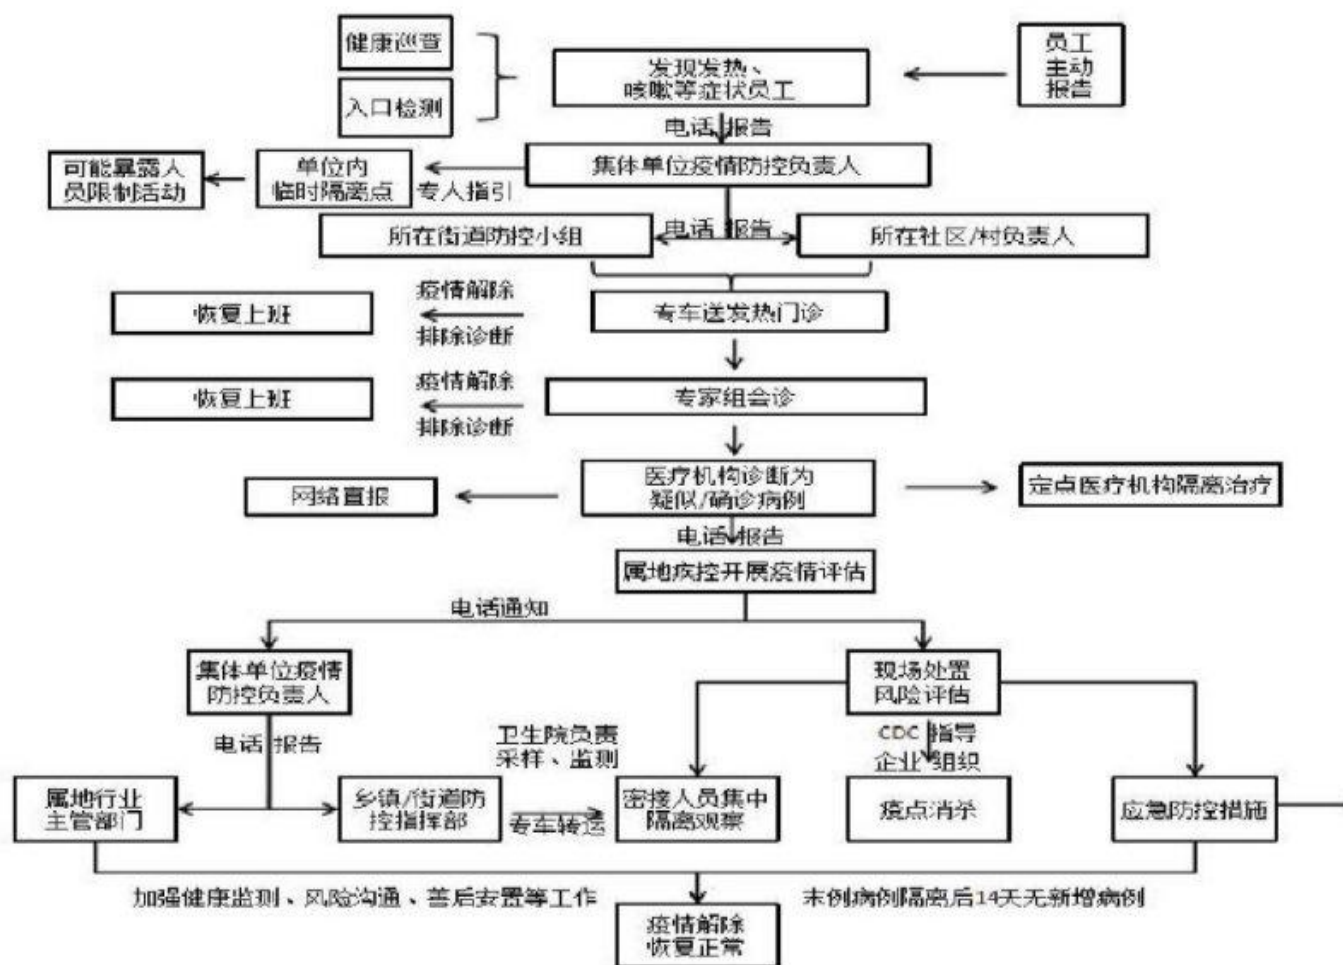 健康巡查
入口检测
发现发热、
咳嗽等症状员工
员工
主动
报告
电话 报告
可能暴露人
员限制活动
单位内
临时隔离点
专人指引
集体单位疫情防控负责人
所在街道防控小组
电话 报告
所在社区/村负责人
恢复上班
疫情解除
排除诊断
专车送发热门诊
恢复上班
疫情解除
排除诊断
专家组会诊
网络直报
医疗机构诊断为
疑似/确诊病例
定点医疗机构隔离治疗
电话 报告
属地疾控开展疫情评估
电话通知
集体单位疫情
防控负责人
现场处置
风险评估
电话 报告
卫生院负责
采样、监测
CDC 指导
企业 组织
属地行业
主管部门
乡镇/街道防
控指挥部
专车转运
密接人员集中
隔离观察
疫点消杀
应急防控措施
加强健康监测、风险沟通、善后安置等工作
末例病例隔离后14天无新增病例
疫情解除
恢复正常